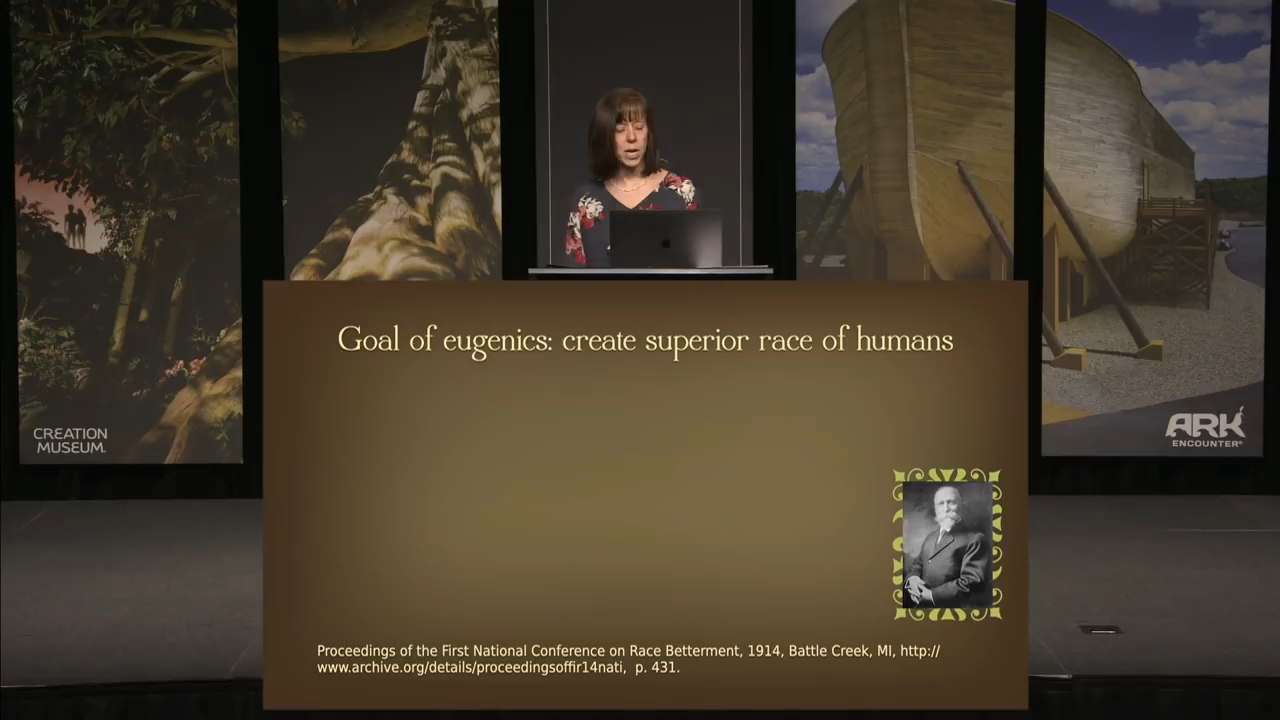 Goal of eugenics: create superior race of humans
CREATION
MUSEUM.
ARK
ENCOUNTER
Proceedings of the First National Conference on Race Betterment, 1914, Battle Creek, MI, http://
www.archive.org/details/proceedingsoffir14nati, p. 431.